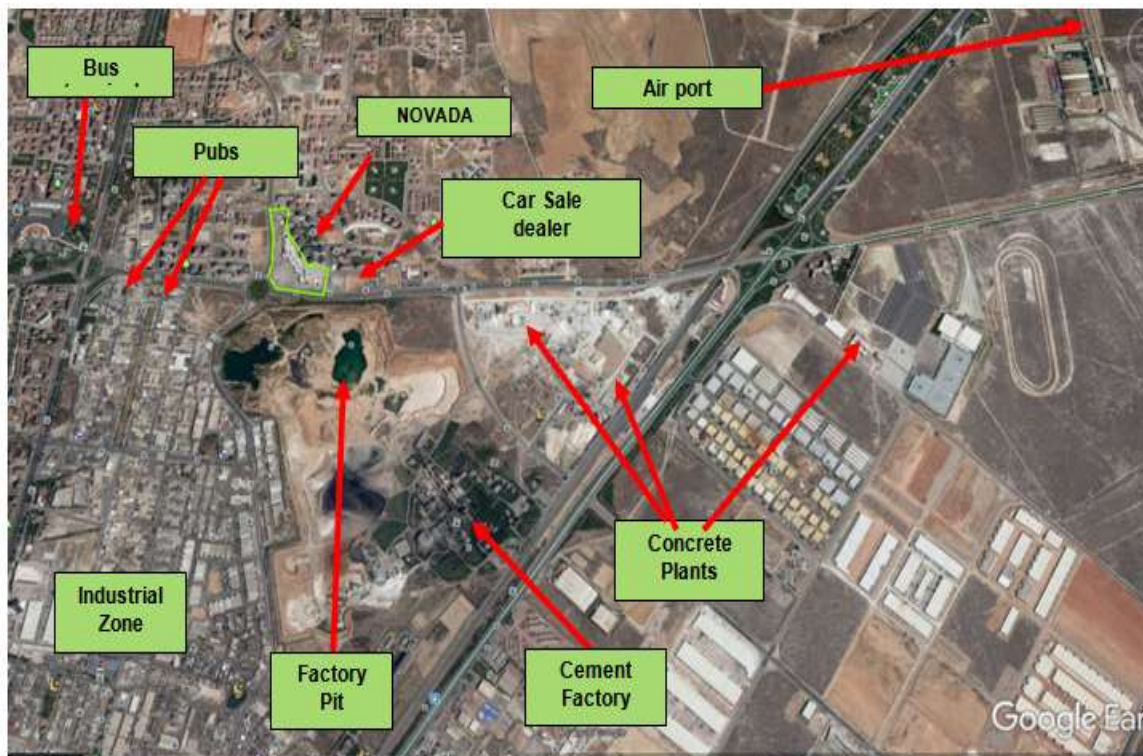 Bus
Air port
NOVADA
Pubs
Car Sale
dealer
Concrete
Plants
Industrial
Zone
Factory
Pit
Cement
Factory
Google Ear